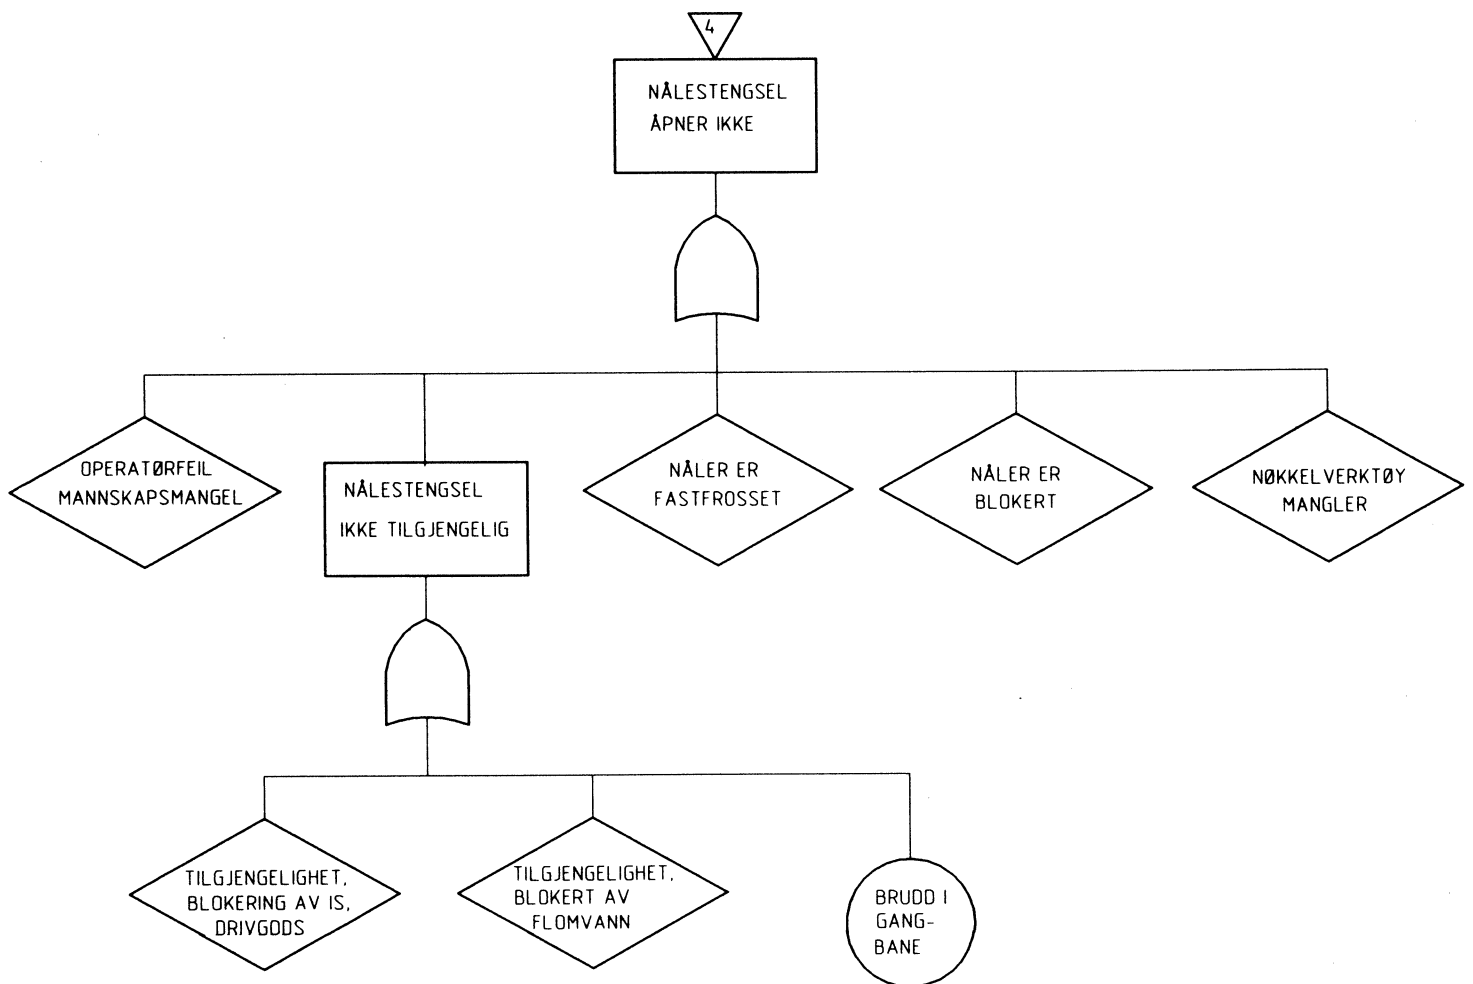 4
NÅLESTENGSEL
ÅPNER IKKE
OPERATØRFEIL
MANNSKAPSMANGEL
NÅLESTENGSEL
IKKE TILGJENGELIG
NÅLER ER
FASTFROSSET
NÅLER ER
BLOKERT
NØKKELVERKTØY
MANGLER
TILGJENGELIGHET,
BLOKERING AV IS,
DRIVGODS
TILGJENGELIGHET,
BLOKERT AV
FLOMVANN
BRUDD I
GANG-
BANE